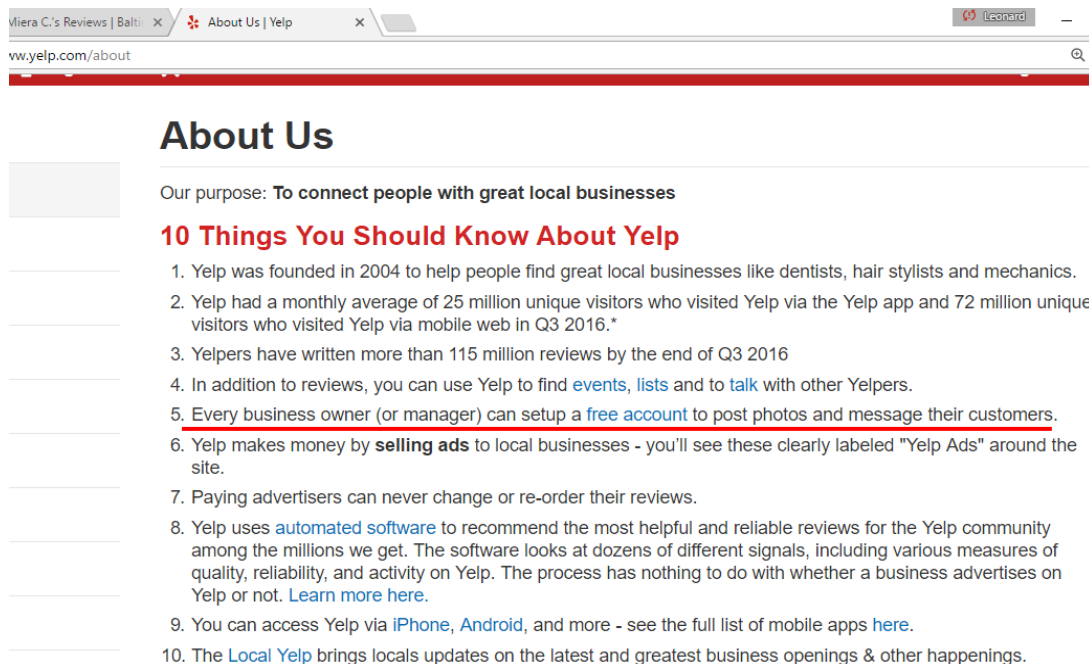 Miera C.'s Reviews | Balti
About Us | Yelp
Leonard
ww.yelp.com/about
About Us
Our purpose: To connect people with great local businesses
10 Things You Should Know About Yelp
1. Yelp was founded in 2004 to help people find great local businesses like dentists, hair stylists and mechanics.
2. Yelp had a monthly average of 25 million unique visitors who visited Yelp via the Yelp app and 72 million unique
visitors who visited Yelp via mobile web in Q3 2016.*
3. Yelpers have written more than 115 million reviews by the end of Q3 2016
4. In addition to reviews, you can use Yelp to find events, lists and to talk with other Yelpers.
5. Every business owner (or manager) can setup a free account to post photos and message their customers.
6. Yelp makes money by selling ads to local businesses - you'll see these clearly labeled "Yelp Ads" around the
site.
7. Paying advertisers can never change or re-order their reviews.
8. Yelp uses automated software to recommend the most helpful and reliable reviews for the Yelp community
among the millions we get. The software looks at dozens of different signals, including various measures of
quality, reliability, and activity on Yelp. The process has nothing to do with whether a business advertises on
Yelp or not. Learn more here.
9. You can access Yelp via iPhone, Android, and more - see the full list of mobile apps here.
10. The Local Yelp brings locals updates on the latest and greatest business openings & other happenings.